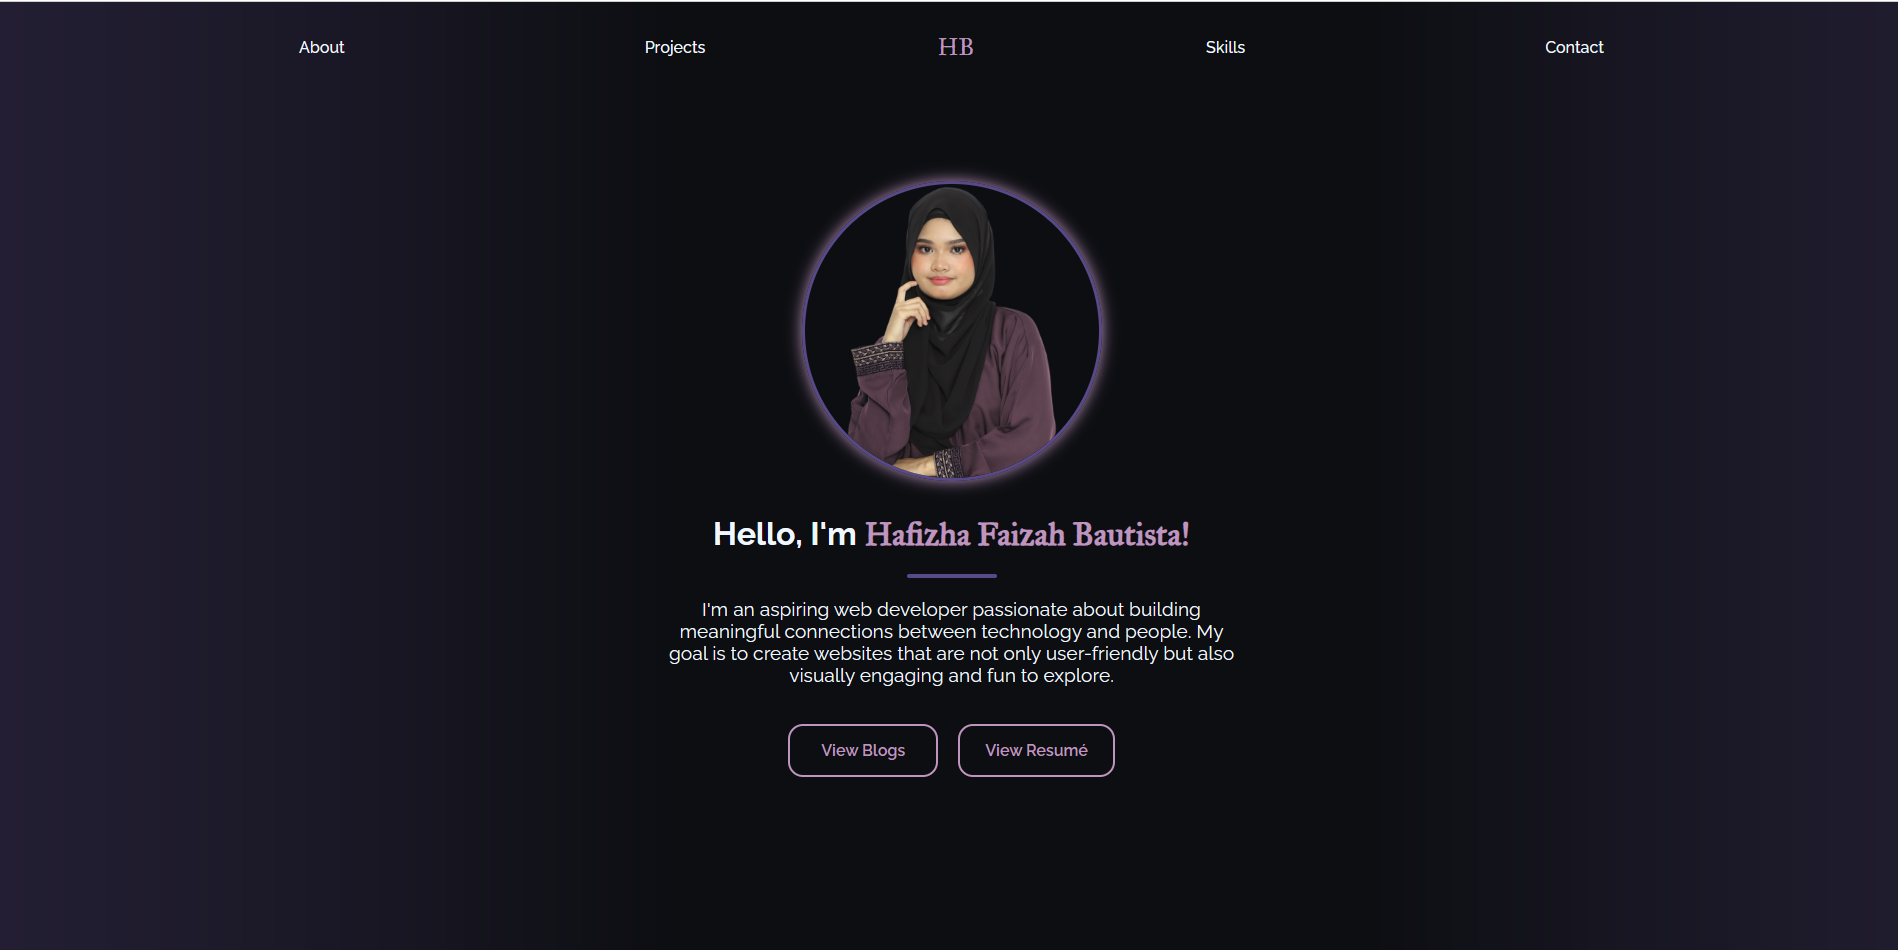 About
Projects
HB
Skills
Contact
Hello, I'm Hafizha Faizah Bautista!
I'm an aspiring web developer passionate about building
meaningful connections between technology and people. My
goal is to create websites that are not only user-friendly but also
visually engaging and fun to explore.
View Blogs
View Resumé